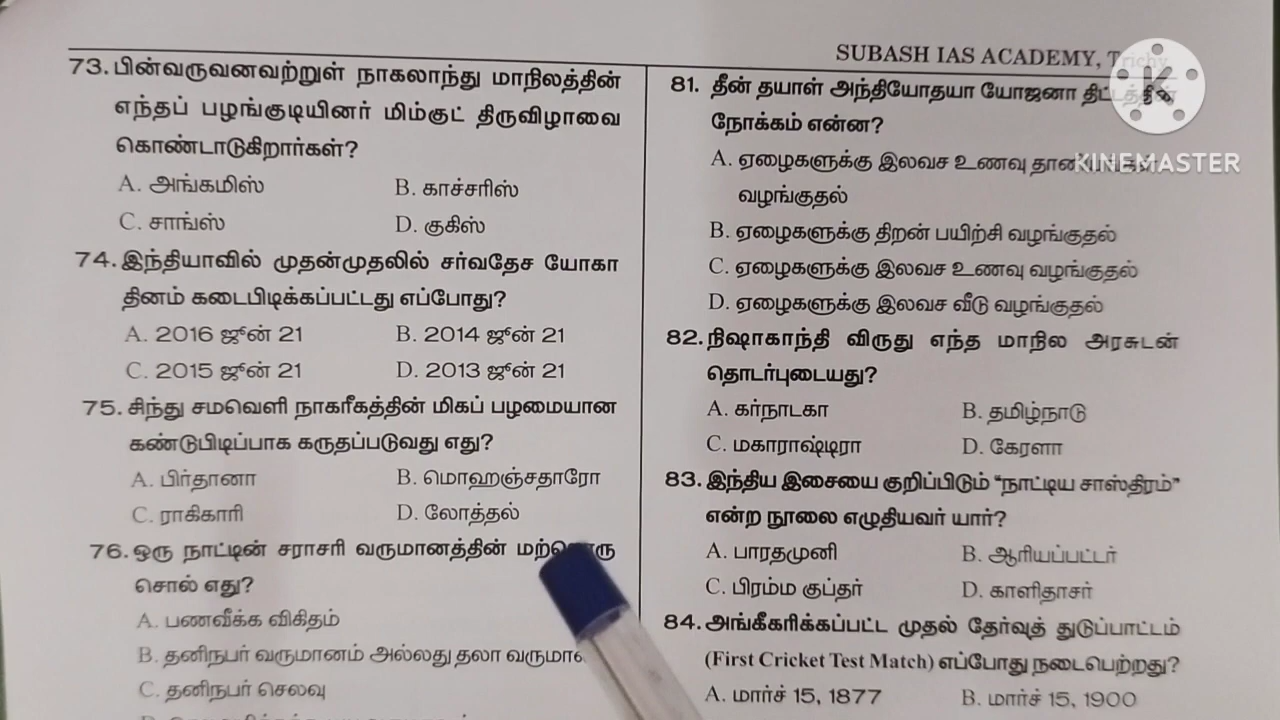 SUBASH IAS ACADEMY, Trichy
73. பின்வருவனவற்றுள் நாகலாந்து மாநிலத்தின்
எந்தப் பழங்குடியினர் மிம்குட் திருவிழாவை
கொண்டாடுகிறார்கள்?
A. அங்கமிஸ் B. காச்சரிஸ்
C. சாங்ஸ் D. குகிஸ்
74. இந்தியாவில் முதன்முதலில் சர்வதேச யோகா
தினம் கடைபிடிக்கப்பட்டது எப்போது?
A. 2016 ஜூன் 21 B. 2014 ஜூன் 21
C. 2015 ஜூன் 21 D. 2013 ஜூன் 21
75. சிந்து சமவெளி நாகரீகத்தின் மிகப் பழமையான
கண்டுபிடிப்பாக கருதப்படுவது எது?
A. பிர்தானா B. மொஹஞ்சதாரோ
C. ராகிகாரி D. லோத்தல்
76. ஒரு நாட்டின் சராசரி வருமானத்தின்
சொல் எது?
A. பணவீக்க விகிதம்
B. தனிநபர் வருமானம் அல்லது தலா
C. தனிநபர் செலவு
81. தீன் தயாள் அந்தியோதயா யோஜனா திட்டத்தின்
நோக்கம் என்ன?
A. ஏழைகளுக்கு இலவச உணவு
வழங்குதல்
B. ஏழைகளுக்கு திறன் பயிற்சி வழங்குதல்
C. ஏழைகளுக்கு இலவச உணவு வழங்குதல்
D. ஏழைகளுக்கு இலவச வீடு வழங்குதல்
82. நிஷாகாந்தி விருது எந்த மாநில அரசுடன்
தொடர்புடையது?
A. கர்நாடகா B. தமிழ்நாடு
C. மகாராஷ்டிரா D. கேரளா
83. இந்திய இசையை குறிப்பிடும் "நாட்டிய சாஸ்திரம்"
என்ற நூலை எழுதியவர் யார்?
A. பாரதமுனி B. ஆரியப்பட்டர்
C. பிரம்ம குப்தர் D. காளிதாசர்
84. அங்கீகரிக்கப்பட்ட முதல் தேர்வுத் துடுப்பாட்டம்
(First Cricket Test Match) எப்போது நடைபெற்றது?
A. மார்ச் 15, 1877 B. மார்ச் 15, 1900
K
KINEMASTER